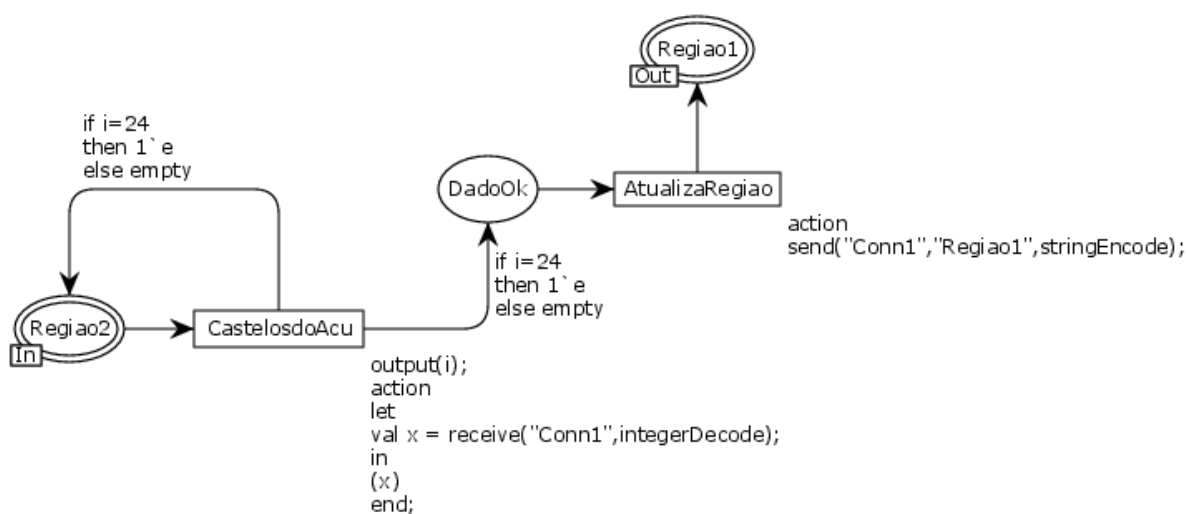 Regiao1
Out
if i=24
then 1`e
else empty
DadoOk
AtualizaRegiao
action
send("Conn1","Regiao1",stringEncode);
if i=24
then 1`e
else empty
Regiao2
In
CastelosdoAcu
output(i);
action
let
val x = receive("Conn1",integerDecode);
in
(x)
end;